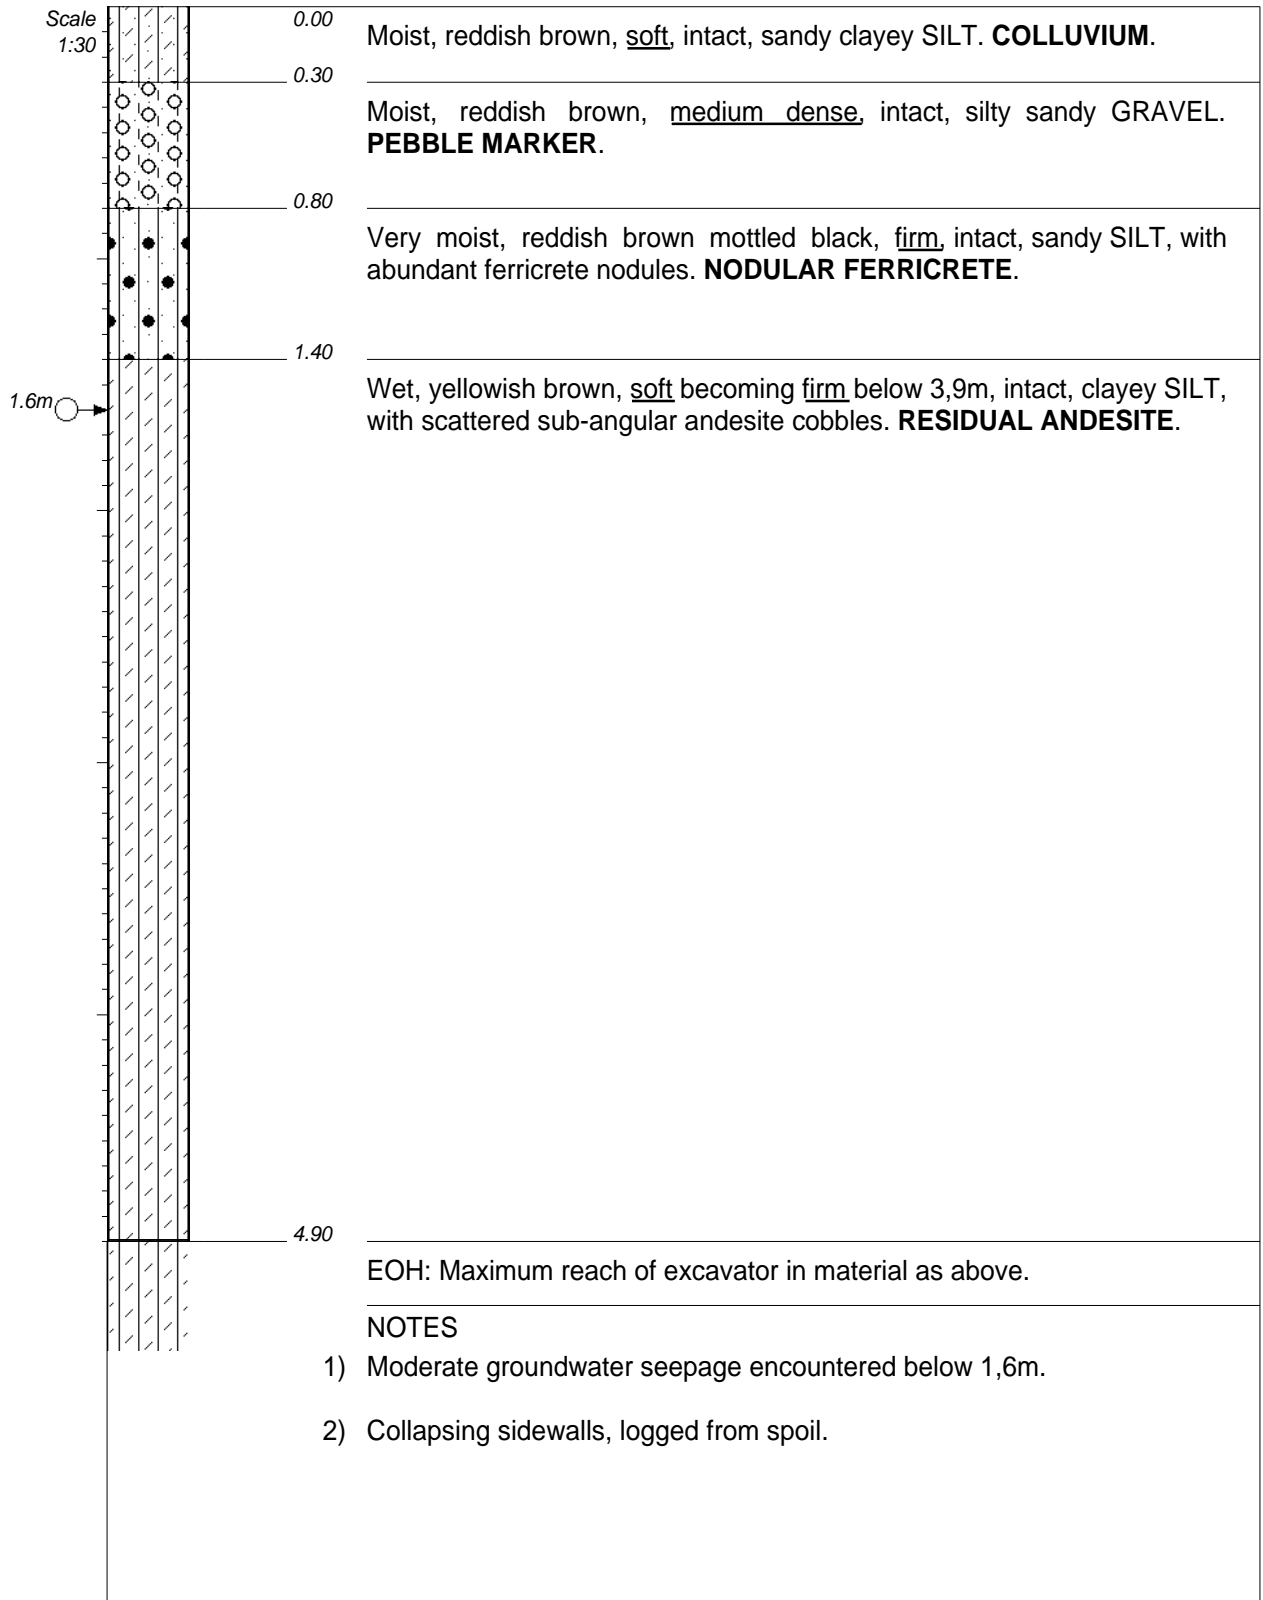 Scale
1:30
0.00
Moist, reddish brown, soft, intact, sandy clayey SILT. COLLUVIUM.
0.30
Moist, reddish brown, medium dense, intact, silty sandy GRAVEL.
PEBBLE MARKER.
0.80
Very moist, reddish brown mottled black, firm, intact, sandy SILT, with
abundant ferricrete nodules. NODULAR FERRICRETE.
1.40
1.6m
Wet, yellowish brown, soft becoming firm below 3,9m, intact, clayey SILT,
with scattered sub-angular andesite cobbles. RESIDUAL ANDESITE.
4.90
EOH: Maximum reach of excavator in material as above.
NOTES
1) Moderate groundwater seepage encountered below 1,6m.
2) Collapsing sidewalls, logged from spoil.